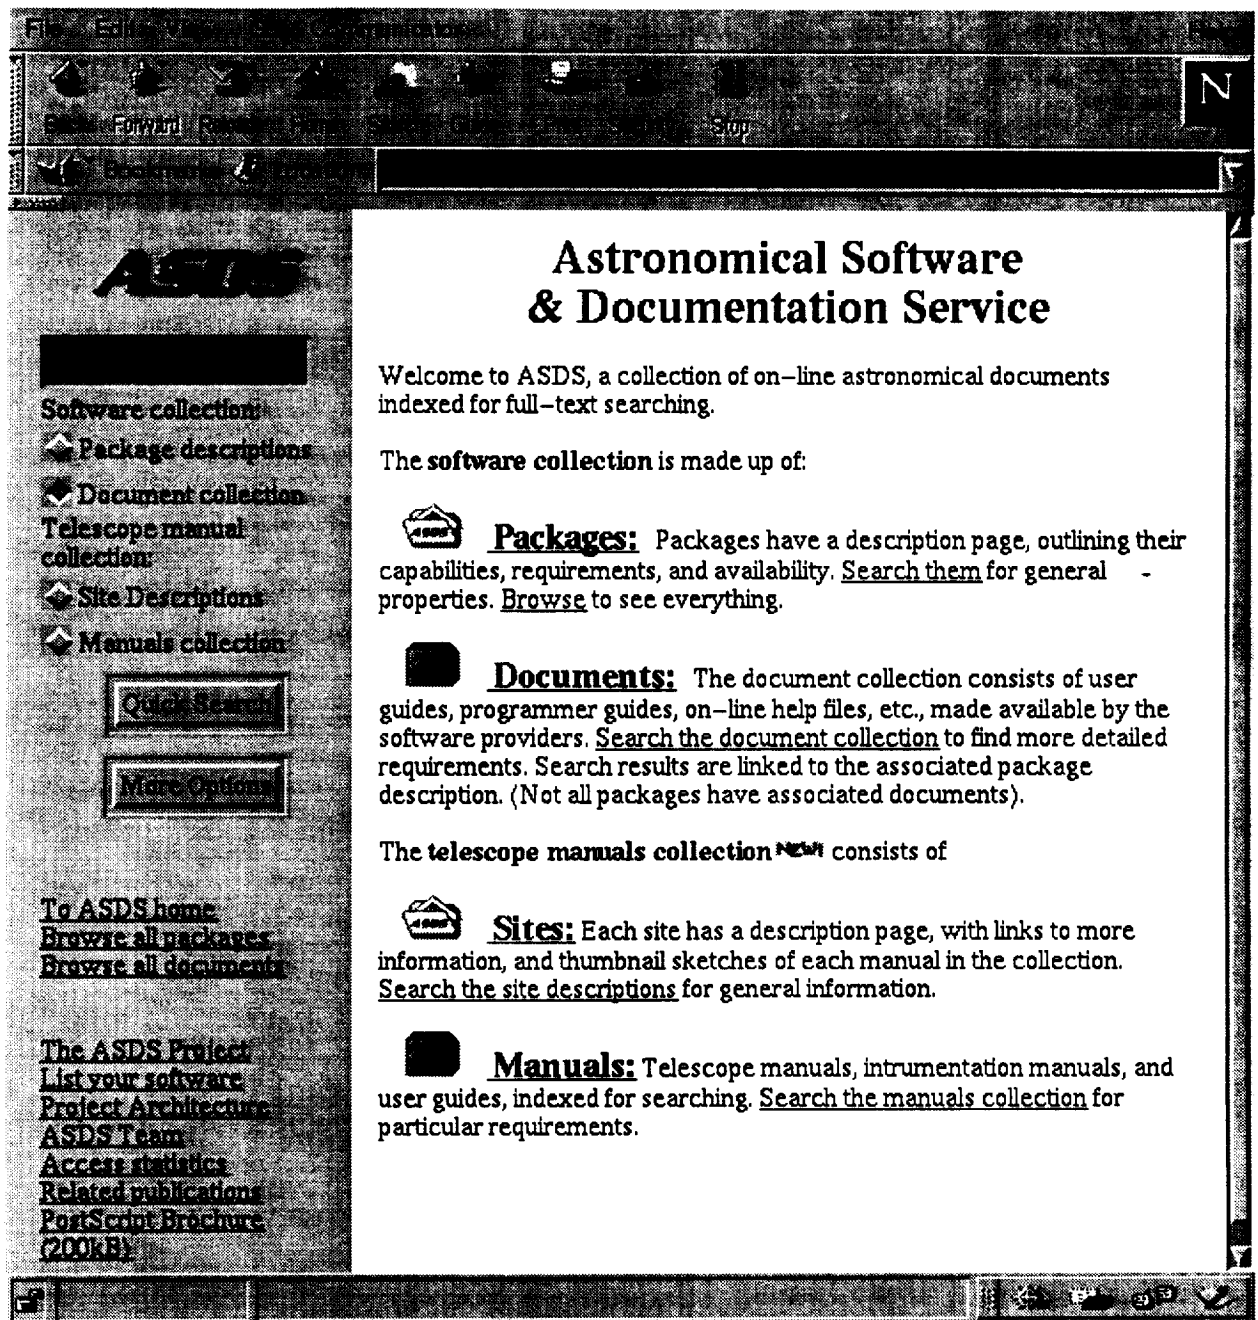 File Edit
Forward Stop
N
Bookmarks
ASDS
Software collection:
Package descriptions
Document collection
Telescope manual
collection:
Site Descriptions
Manuals collection
Quick Search
More Options
To ASDS home
Browse all packages
Browse all documents
The ASDS Project
List your software
Project Architecture
ASDS Team
Access statistics
Related publications
PostScript Brochure
(200kB)
Astronomical Software
& Documentation Service
Welcome to ASDS, a collection of on-line astronomical documents
indexed for full-text searching.
The software collection is made up of:
Packages: Packages have a description page, outlining their
capabilities, requirements, and availability. Search them for general
properties. Browse to see everything.
Documents: The document collection consists of user
guides, programmer guides, on-line help files, etc., made available by the
software providers. Search the document collection to find more detailed
requirements. Search results are linked to the associated package
description. (Not all packages have associated documents).
The telescope manuals collection NEW! consists of
Sites: Each site has a description page, with links to more
information, and thumbnail sketches of each manual in the collection.
Search the site descriptions for general information.
Manuals: Telescope manuals, intrumentation manuals, and
user guides, indexed for searching. Search the manuals collection for
particular requirements.